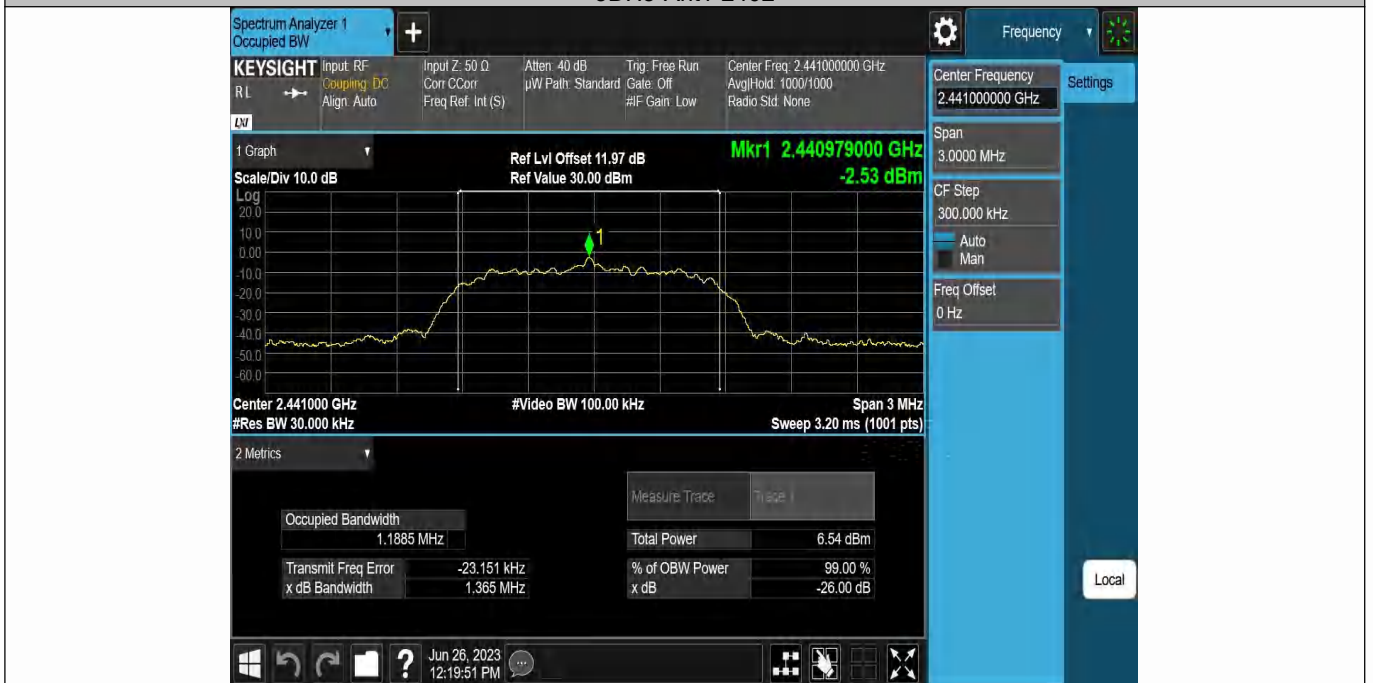 Spectrum Analyzer 1
Occupied BW
+
Frequency
KEYSIGHT
R L
LXI
Input: RF
Coupling: DC
Align: Auto
Input Z: 50 Ω
Corr CCorr
Freq Ref: Int (S)
Atten: 40 dB
µW Path: Standard
Trig: Free Run
Gate: Off
#IF Gain: Low
Center Freq: 2.441000000 GHz
Avg|Hold: 1000/1000
Radio Std: None
Center Frequency
2.441000000 GHz
Settings
Span
3.0000 MHz
CF Step
300.000 kHz
Auto
Man
Freq Offset
0 Hz
Local
1 Graph
Scale/Div 10.0 dB
Ref Lvl Offset 11.97 dB
Ref Value 30.00 dBm
Mkr1 2.440979000 GHz
-2.53 dBm
Log
20.0
10.0
0.00
-10.0
-20.0
-30.0
-40.0
-50.0
-60.0
1
Center 2.441000 GHz
#Video BW 100.00 kHz
Span 3 MHz
#Res BW 30.000 kHz
Sweep 3.20 ms (1001 pts)
2 Metrics
Measure Trace
Trace 1
Occupied Bandwidth
1.1885 MHz
Total Power
6.54 dBm
Transmit Freq Error
-23.151 kHz
% of OBW Power
99.00 %
x dB Bandwidth
1.365 MHz
x dB
-26.00 dB
?
Jun 26, 2023
12:19:51 PM